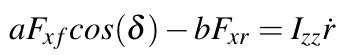 aF_{xf}cos(δ) − bF_{xr} = I_{zz}ṙ